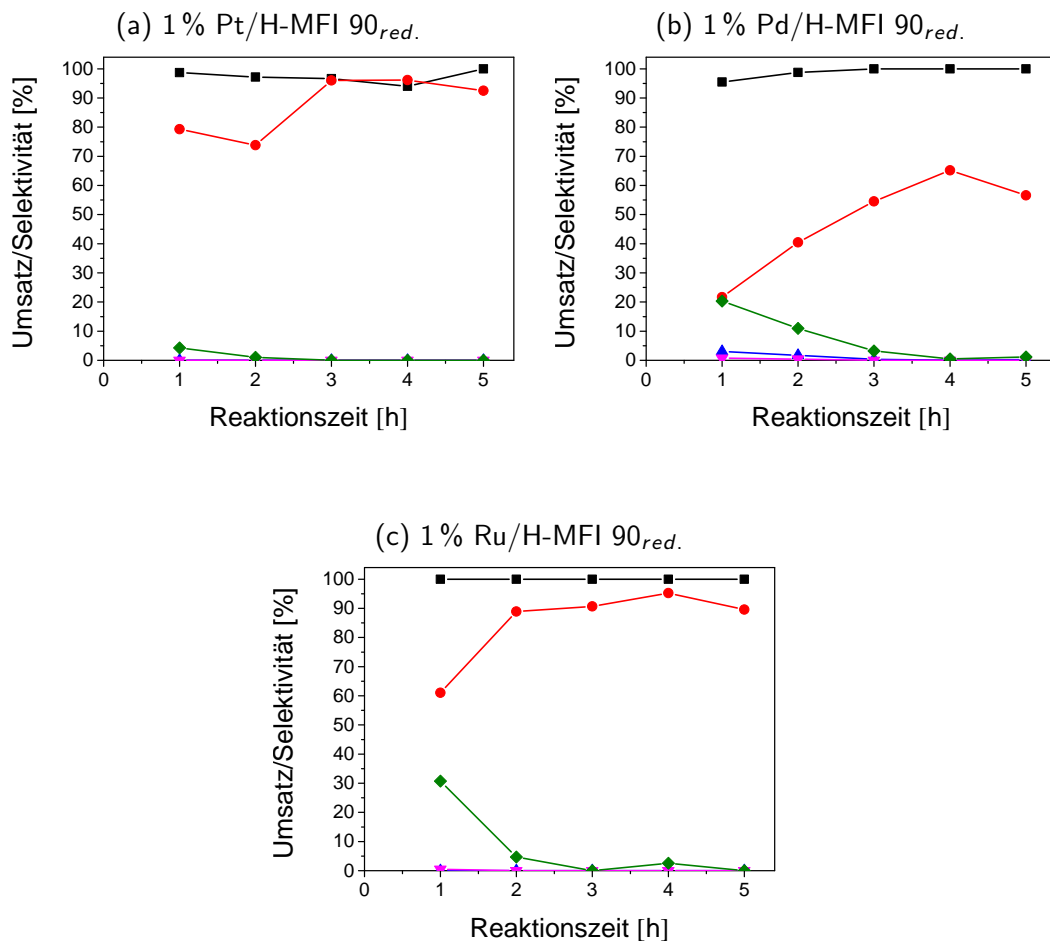 (a) 1 % Pt/H-MFI 90red.
Umsatz/Selektivität [%]
100
90
80
70
60
50
40
30
20
10
0
0 1 2 3 4 5
Reaktionszeit [h]
(b) 1 % Pd/H-MFI 90red.
Umsatz/Selektivität [%]
100
90
80
70
60
50
40
30
20
10
0
0 1 2 3 4 5
Reaktionszeit [h]
(c) 1 % Ru/H-MFI 90red.
Umsatz/Selektivität [%]
100
90
80
70
60
50
40
30
20
10
0
0 1 2 3 4 5
Reaktionszeit [h]